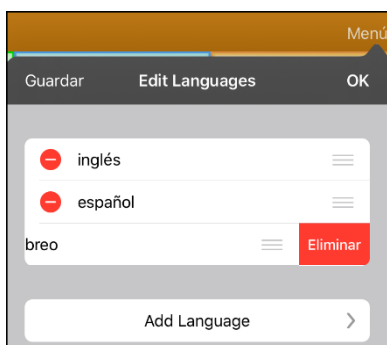 Menú
Guardar Edit Languages OK
inglés
español
breo Eliminar
Add Language